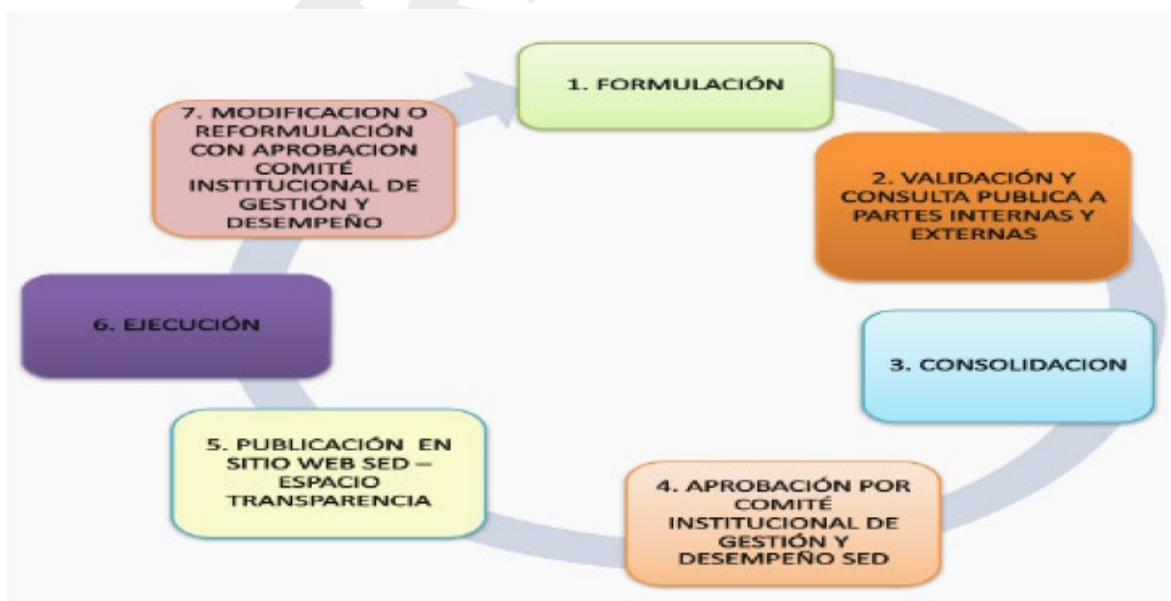 1. FORMULACIÓN
2. VALIDACIÓN Y
CONSULTA PUBLICA A
PARTES INTERNAS Y
EXTERNAS
3. CONSOLIDACION
4. APROBACIÓN POR
COMITÉ
INSTITUCIONAL DE
GESTIÓN Y
DESEMPEÑO SED
5. PUBLICACIÓN EN
SITIO WEB SED –
ESPACIO
TRANSPARENCIA
6. EJECUCIÓN
7. MODIFICACION O
REFORMULACIÓN
CON APROBACION
COMITÉ
INSTITUCIONAL DE
GESTIÓN Y
DESEMPEÑO